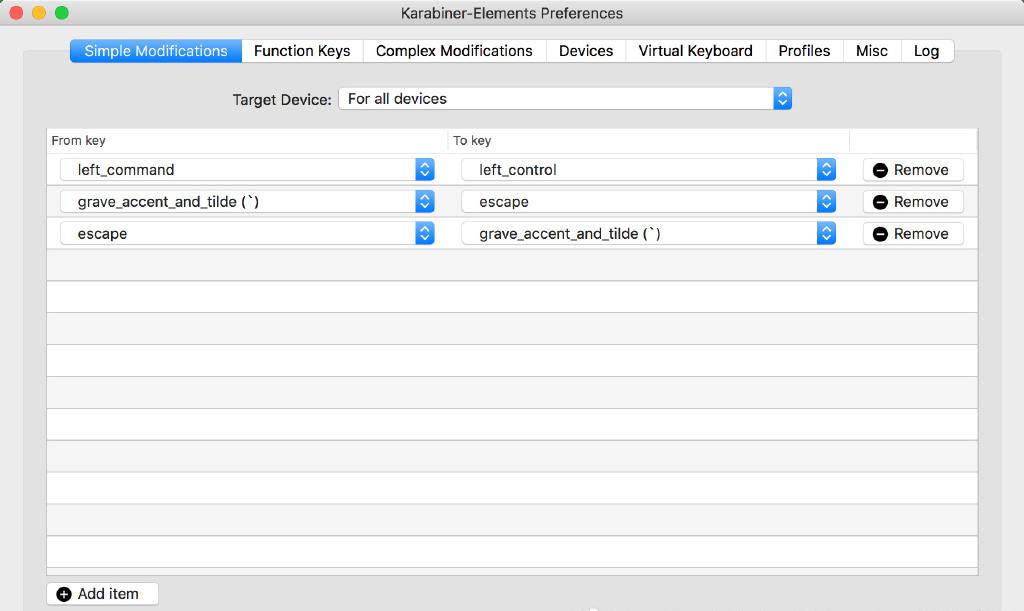 Karabiner-Elements Preferences
Simple Modifications Function Keys Complex Modifications Devices Virtual Keyboard Profiles Misc Log
Target Device: For all devices
From key To key
left_command left_control Remove
grave_accent_and_tilde (`) escape Remove
escape grave_accent_and_tilde (`) Remove
Add item